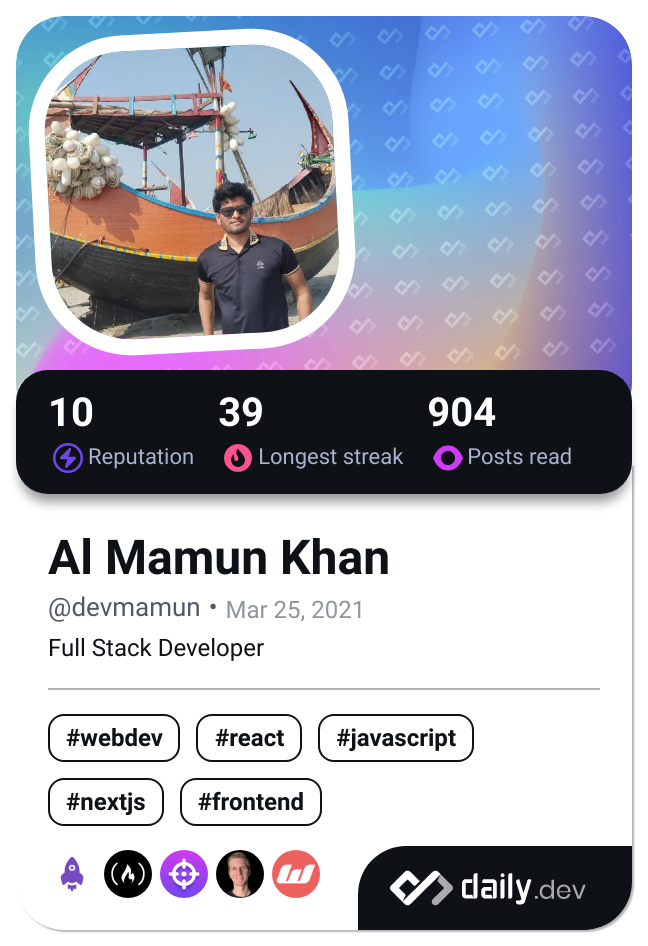 10 39 904
Reputation Longest streak Posts read
Al Mamun Khan
@devmamun • Mar 25, 2021
Full Stack Developer
#webdev #react #javascript
#nextjs #frontend
daily.dev